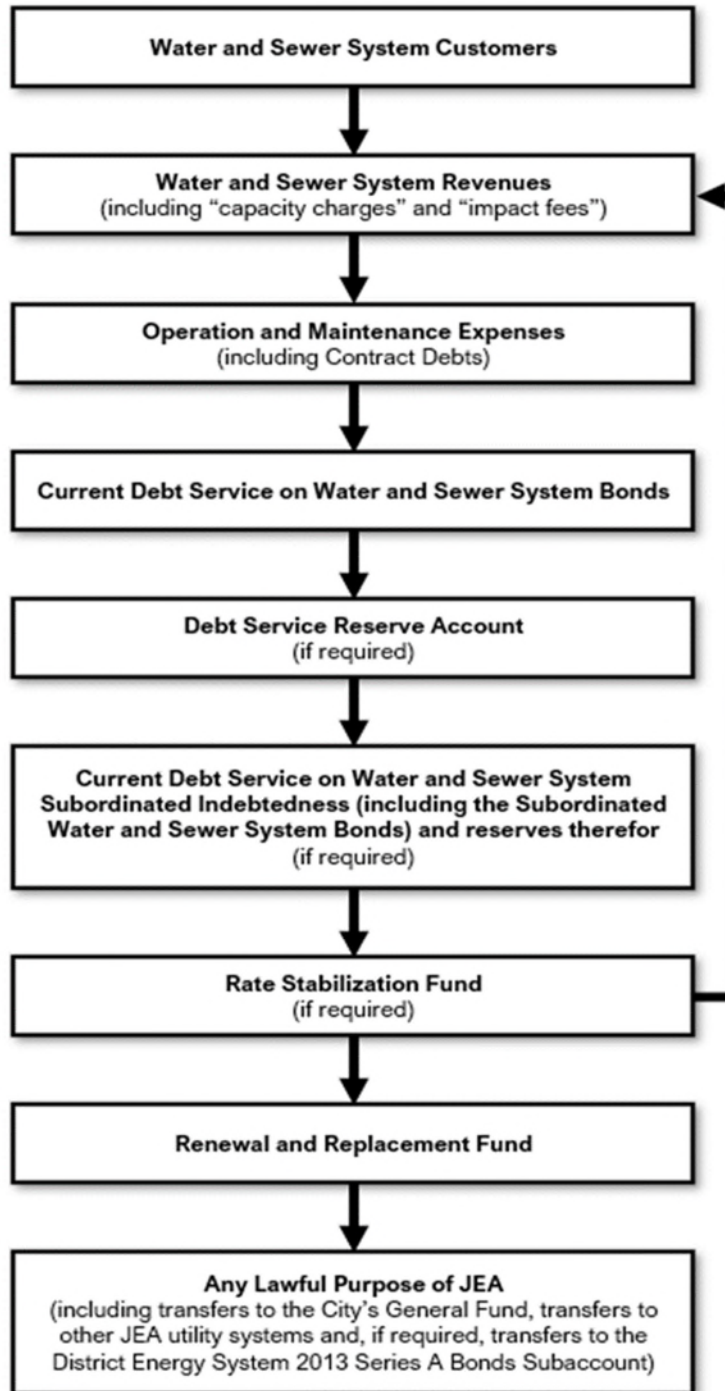 Water and Sewer System Customers
Water and Sewer System Revenues
(including “capacity charges” and “impact fees”)
Operation and Maintenance Expenses
(including Contract Debts)
Current Debt Service on Water and Sewer System Bonds
Debt Service Reserve Account
(if required)
Current Debt Service on Water and Sewer System
Subordinated Indebtedness (including the Subordinated
Water and Sewer System Bonds) and reserves therefor
(if required)
Rate Stabilization Fund
(if required)
Renewal and Replacement Fund
Any Lawful Purpose of JEA
(including transfers to the City’s General Fund, transfers to
other JEA utility systems and, if required, transfers to the
District Energy System 2013 Series A Bonds Subaccount)